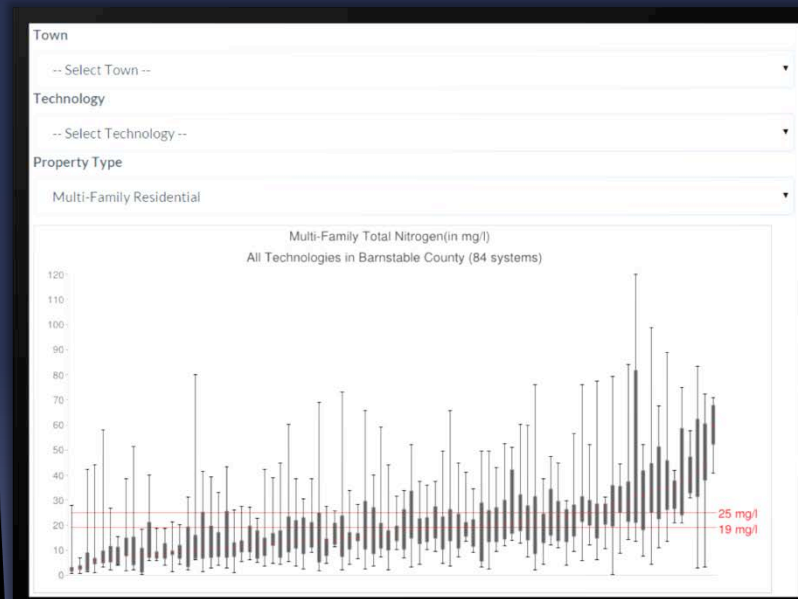 Town
-- Select Town --
Technology
-- Select Technology --
Property Type
Multi-Family Residential
Multi-Family Total Nitrogen(in mg/l)
All Technologies in Barnstable County (84 systems)
120
110
100
90
80
70
60
50
40
30
25 mg/l
20
19 mg/l
10
0